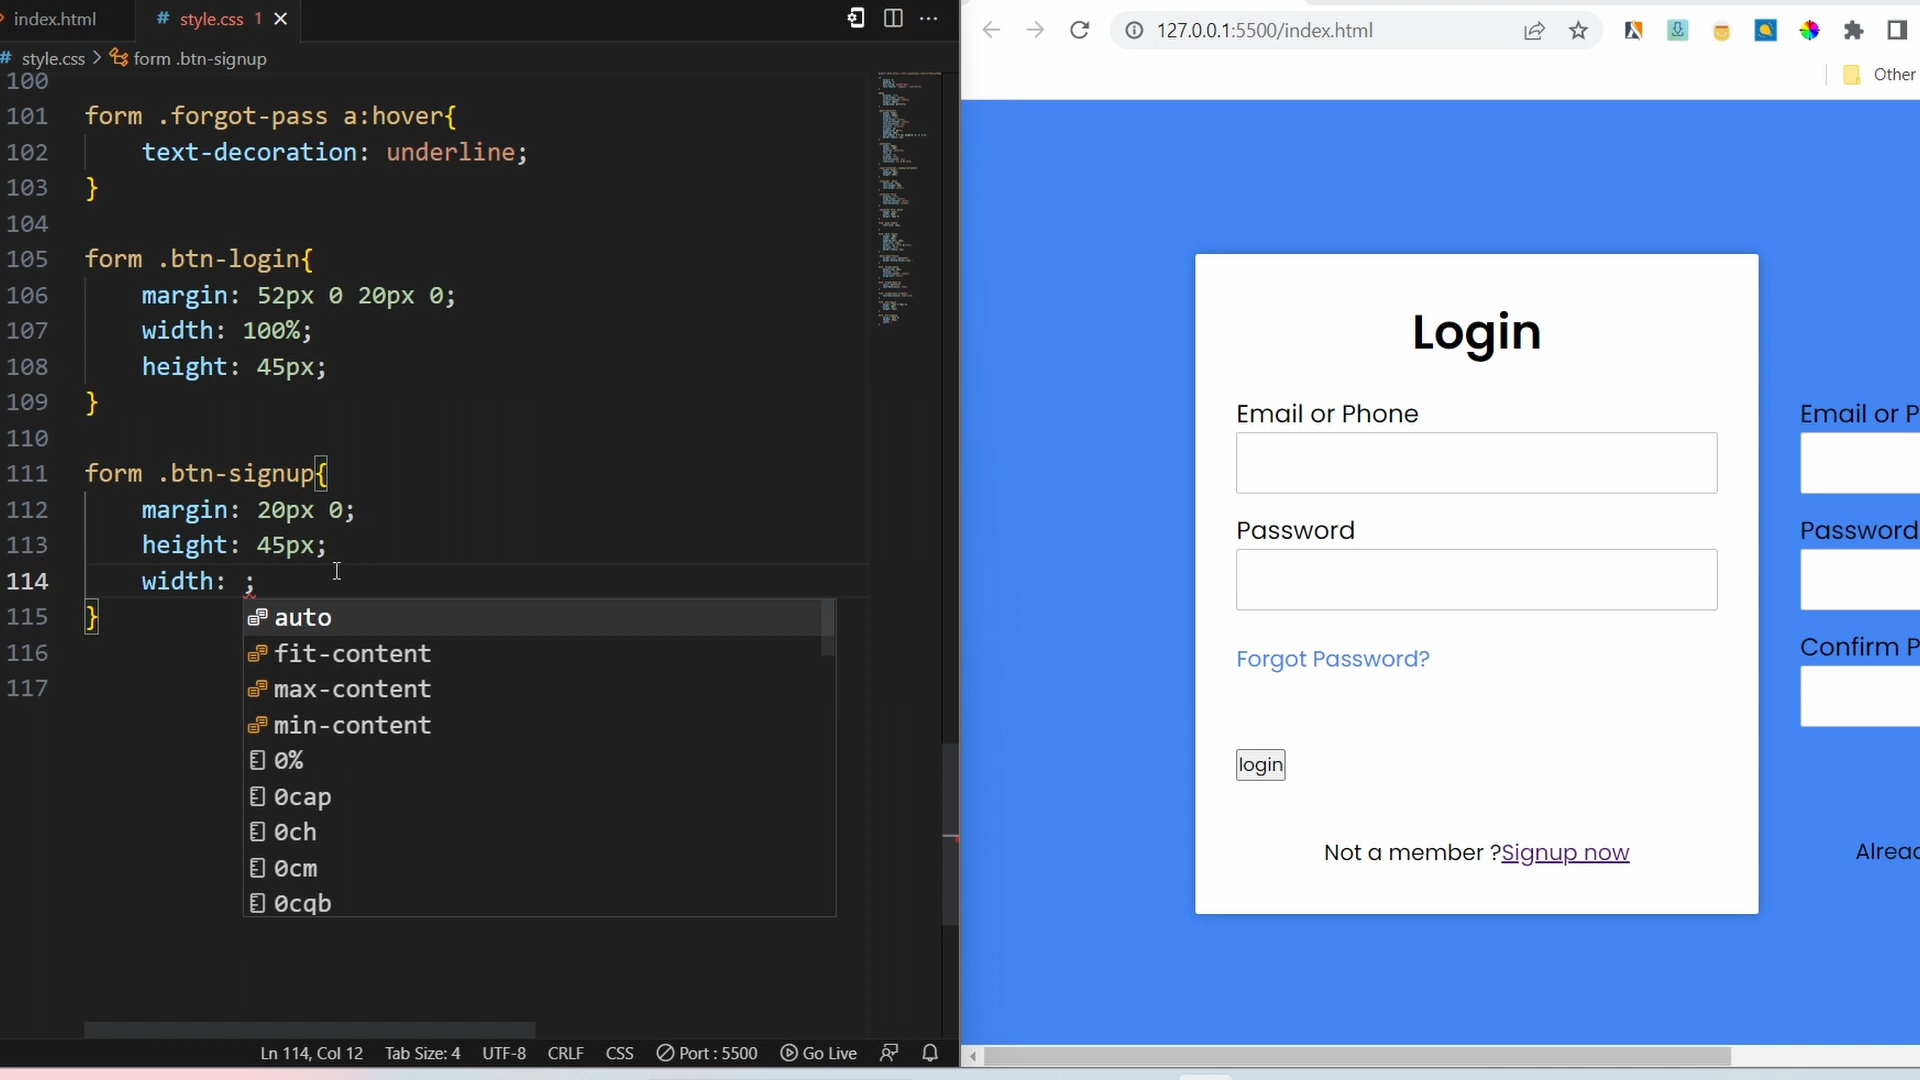 index.html
# style.css 1
# style.css > form .btn-signup
100
101 form .forgot-pass a:hover{
102 text-decoration: underline;
103 }
104
105 form .btn-login{
106 margin: 52px 0 20px 0;
107 width: 100%;
108 height: 45px;
109 }
110
111 form .btn-signup{
112 margin: 20px 0;
113 height: 45px;
114 width: ;
115 }
116
117
auto
fit-content
max-content
min-content
0%
0cap
0ch
0cm
0cqb
Ln 114, Col 12 Tab Size: 4 UTF-8 CRLF CSS Port : 5500 Go Live
127.0.0.1:5500/index.html
Other
Login
Email or Phone
Password
Forgot Password?
login
Not a member ?Signup now
Email or P
Password
Confirm P
Alread